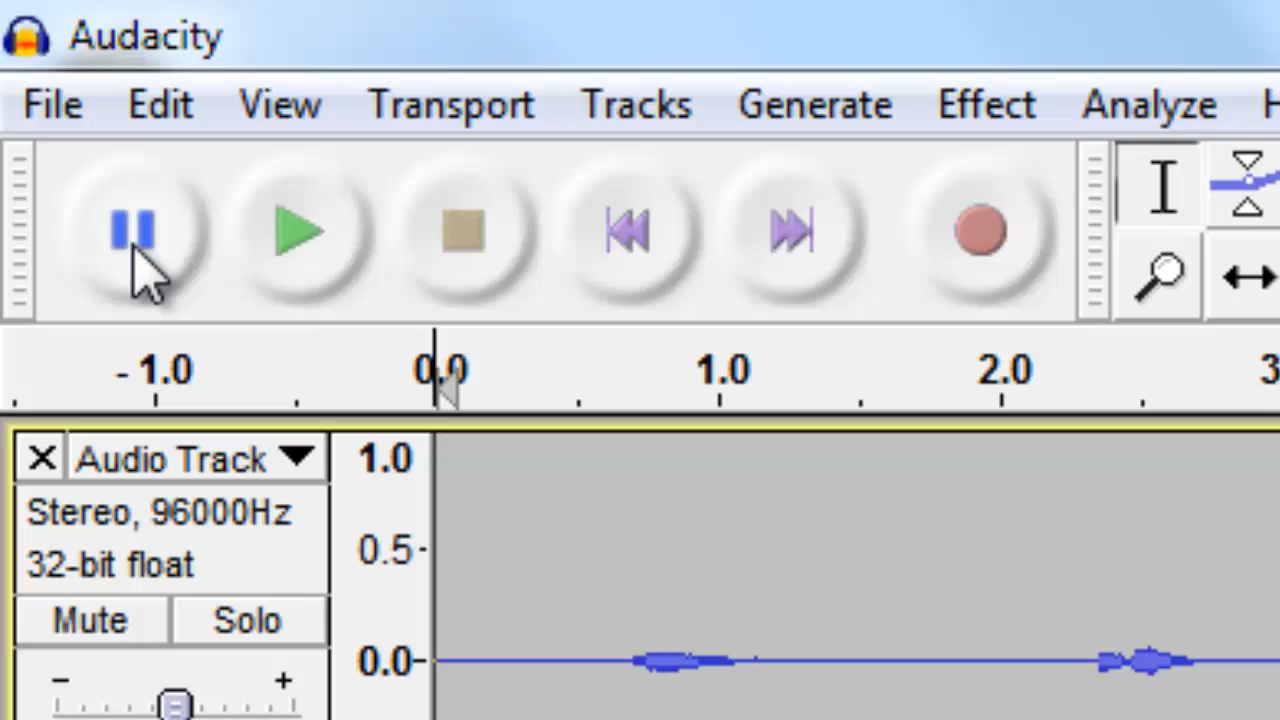 Audacity
File Edit View Transport Tracks Generate Effect Analyze
- 1.0 0.0 1.0 2.0 3
X Audio Track 1.0
Stereo, 96000Hz
0.5
32-bit float
Mute Solo
0.0
- +